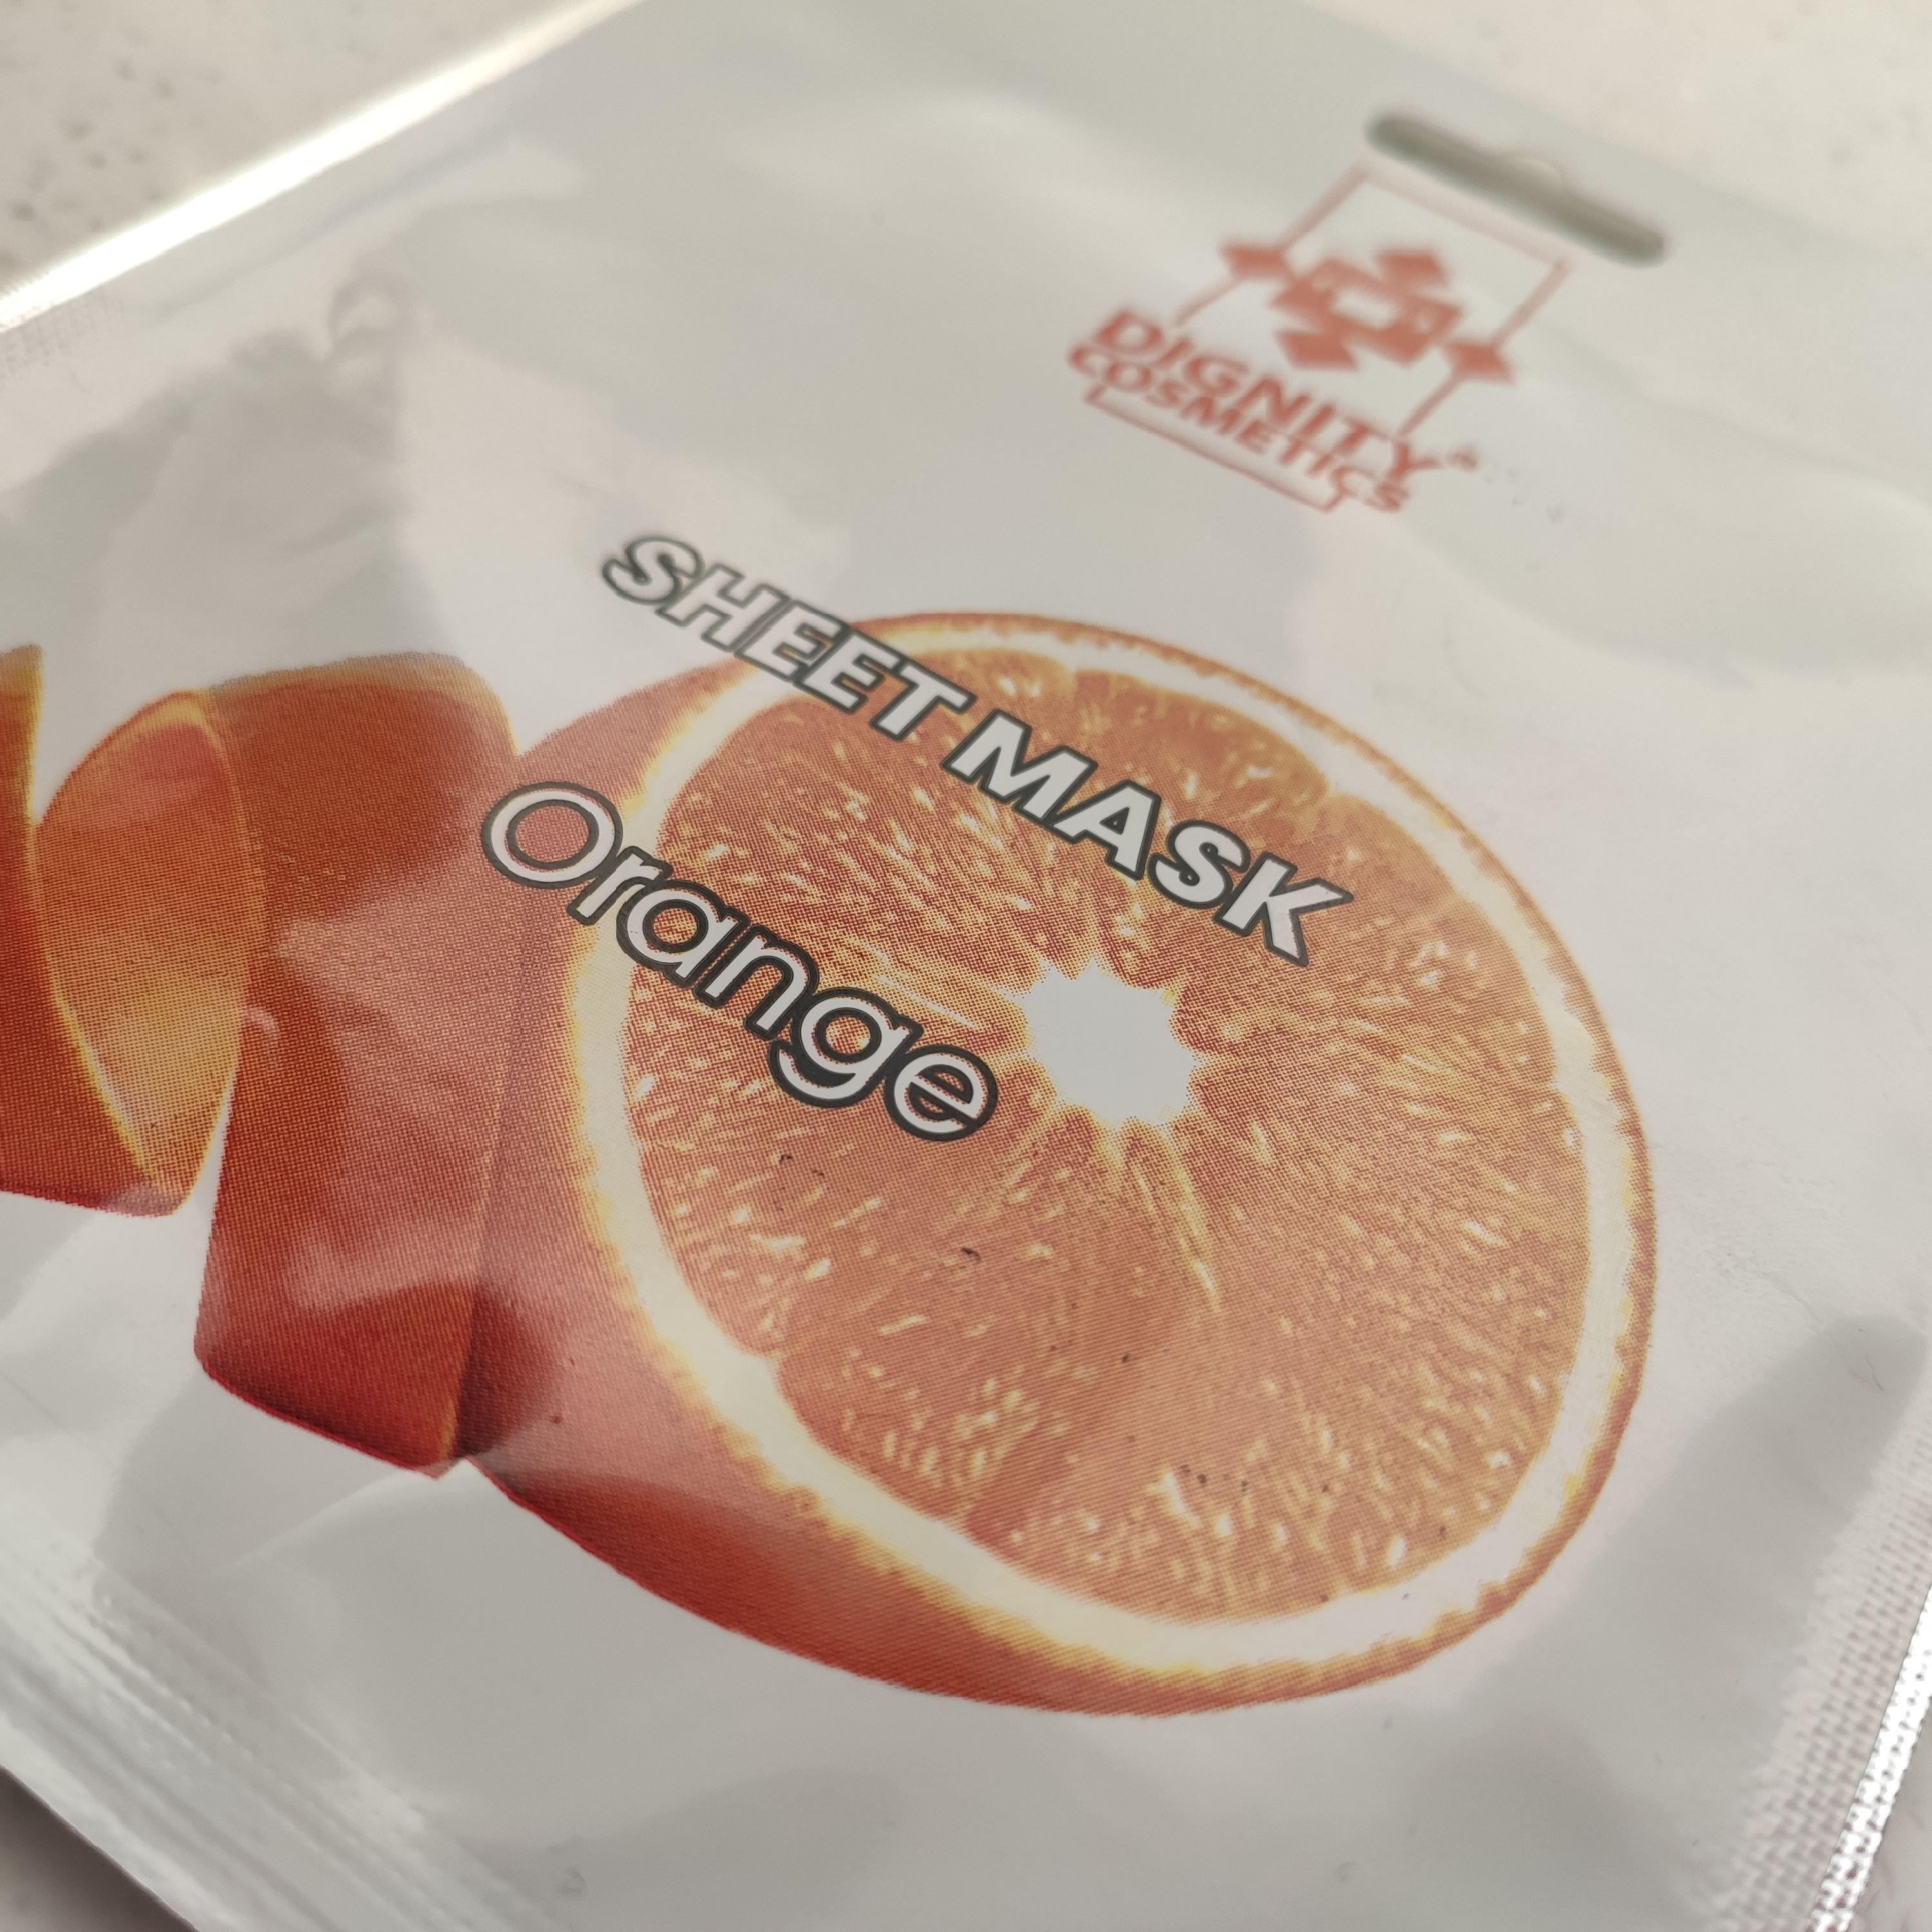 DIGNITY®
COSMETICS
SHEET MASK
Orange